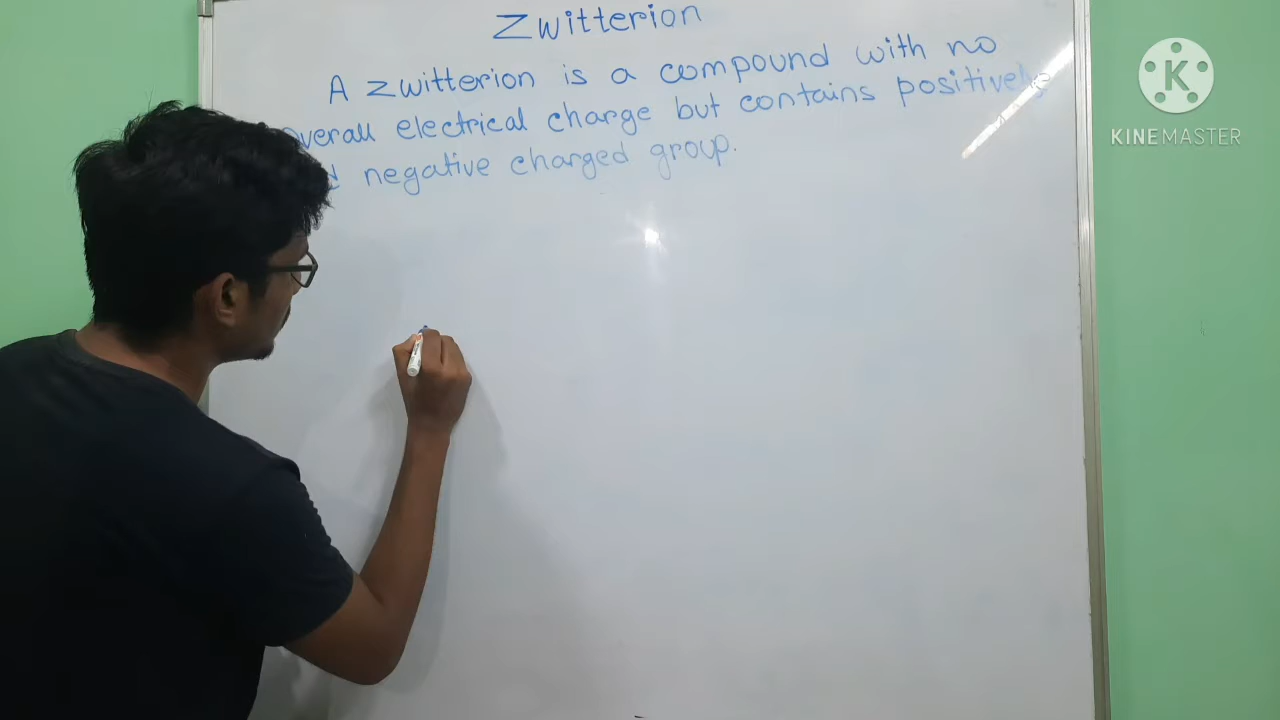 Zwitterion
A zwitterion is a compound with no
overall electrical charge but contains positively
negative charged group.
KINEMASTER